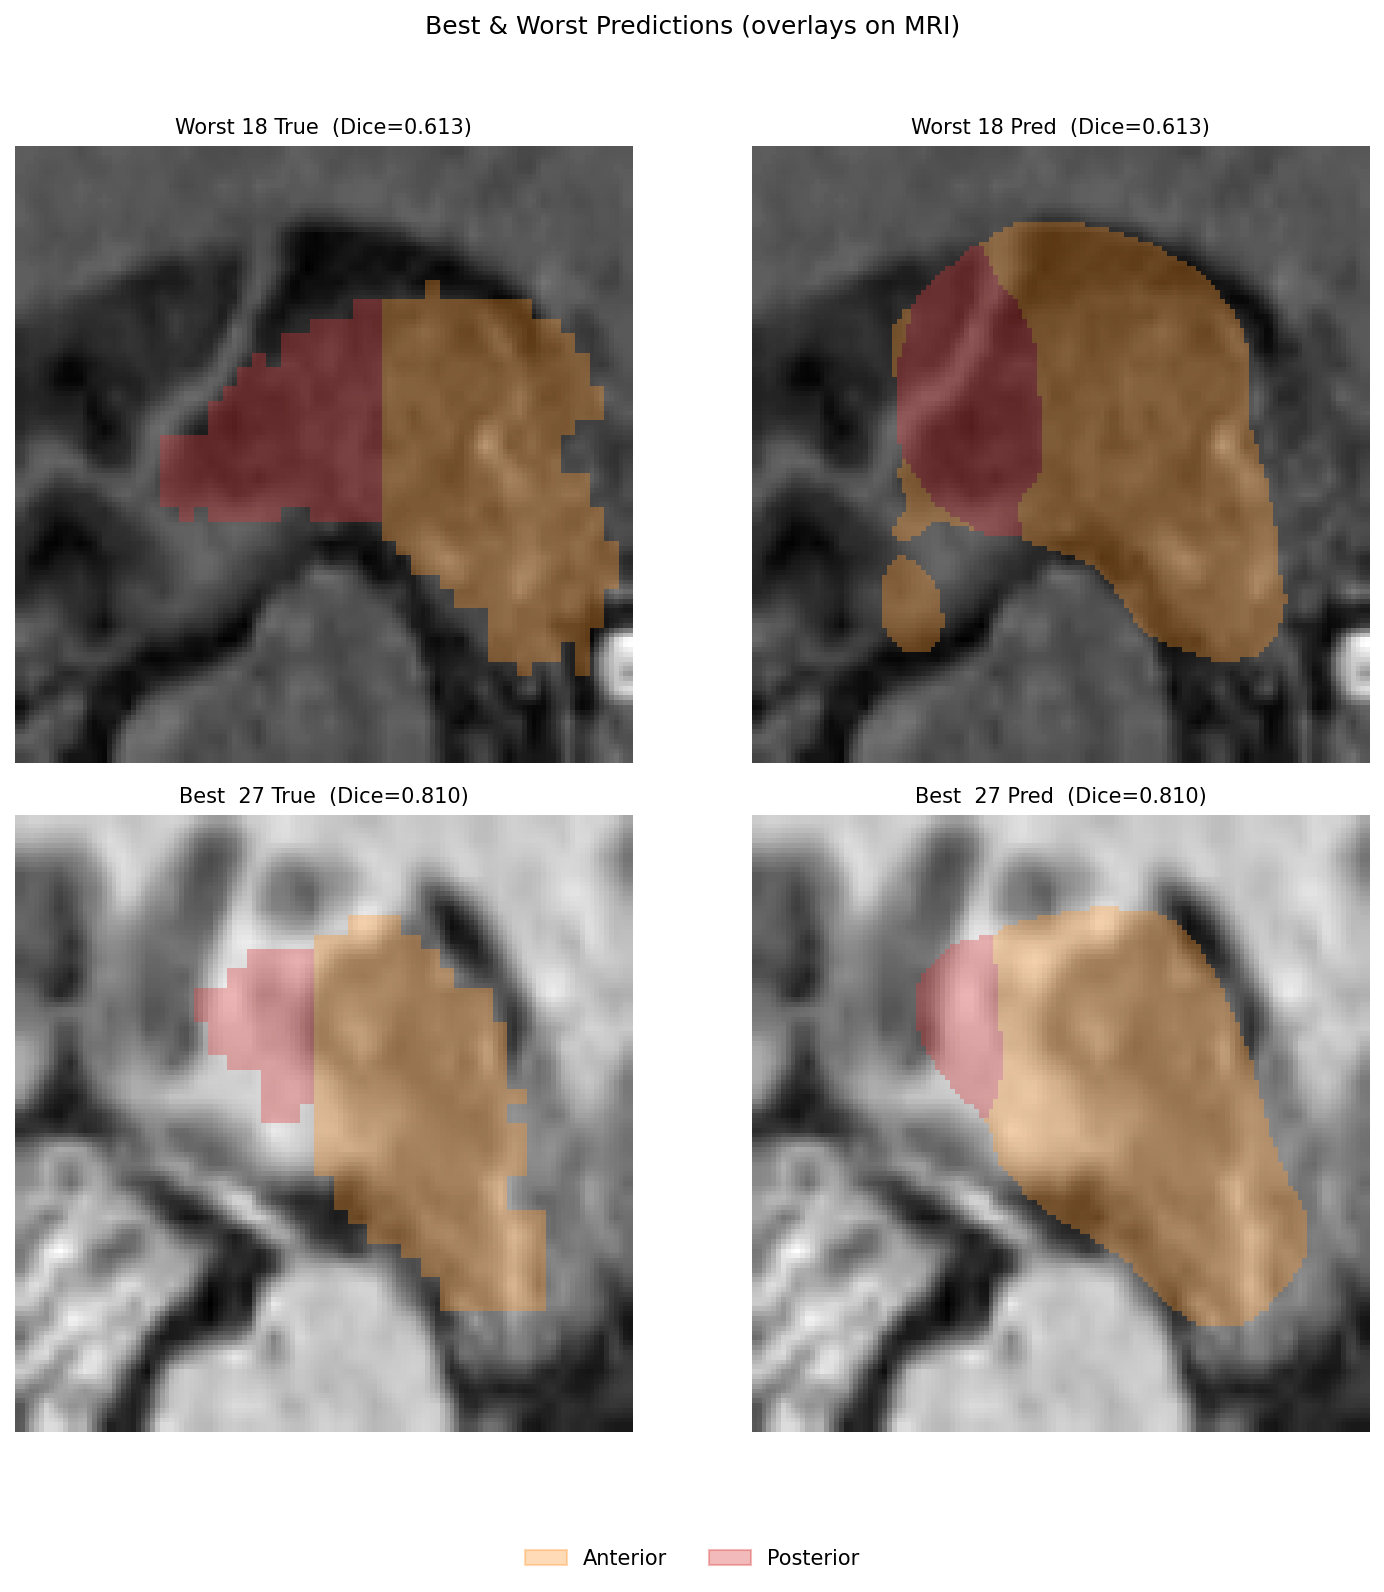 Best & Worst Predictions (overlays on MRI)
Worst 18 True  (Dice=0.613)
Worst 18 Pred  (Dice=0.613)
Best  27 True  (Dice=0.810)
Best  27 Pred  (Dice=0.810)
Anterior
Posterior